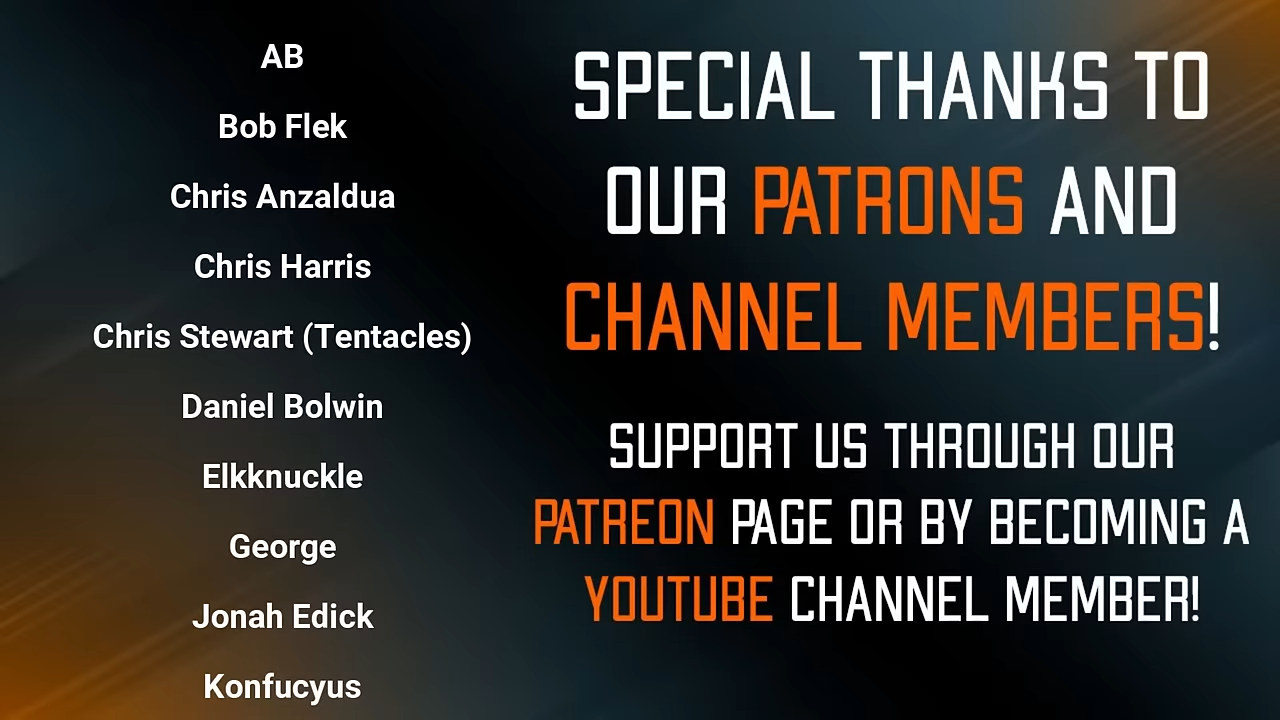 AB
Bob Flek
Chris Anzaldua
Chris Harris
Chris Stewart (Tentacles)
Daniel Bolwin
Elkknuckle
George
Jonah Edick
Konfucyus
SPECIAL THANKS TO
OUR PATRONS AND
CHANNEL MEMBERS!
SUPPORT US THROUGH OUR
PATREON PAGE OR BY BECOMING A
YOUTUBE CHANNEL MEMBER!